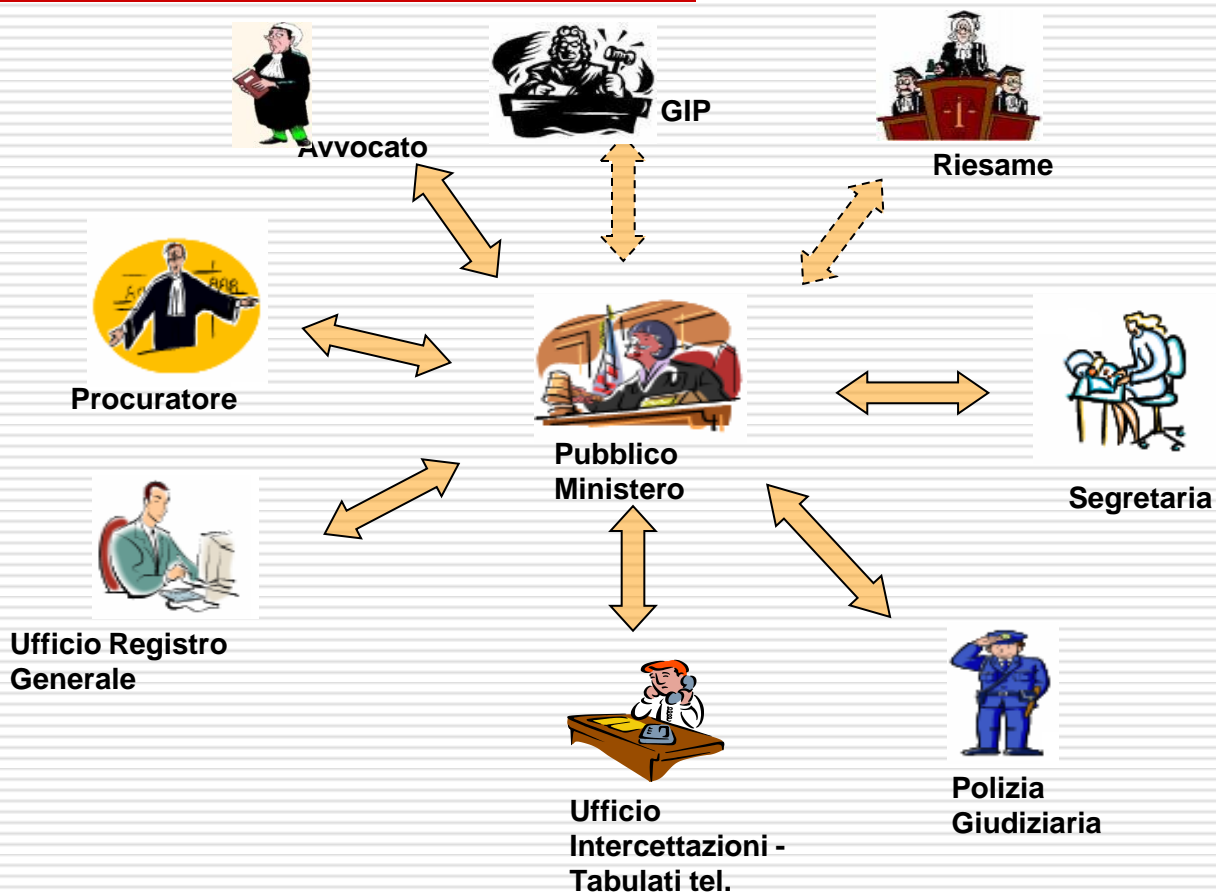 GIP
Avvocato
Riesame
Procuratore
Pubblico
Ministero
Segretaria
Ufficio Registro
Generale
Ufficio
Intercettazioni -
Tabulati tel.
Polizia
Giudiziaria